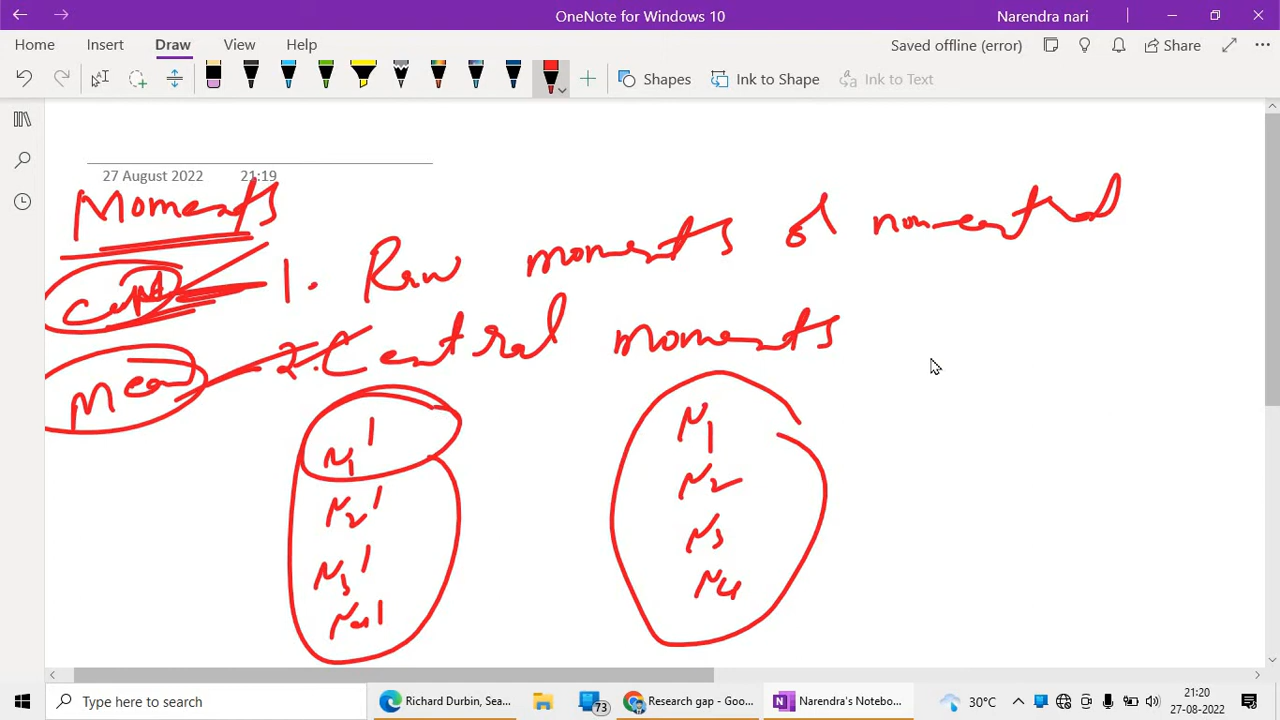 OneNote for Windows 10
Narendra nari
Home Insert Draw View Help
Saved offline (error)
Share
Shapes
Ink to Shape
Ink to Text
27 August 2022 21:19
Moments
1. Raw moments or noncentral
2. Central moments
Mean
μ1' μ1
μ2' μ2
μ3' μ3
μ4' μ4
Type here to search
Richard Durbin, Sea...
73
Research gap - Goo...
Narendra's Notebo...
30°C
21:20
27-08-2022